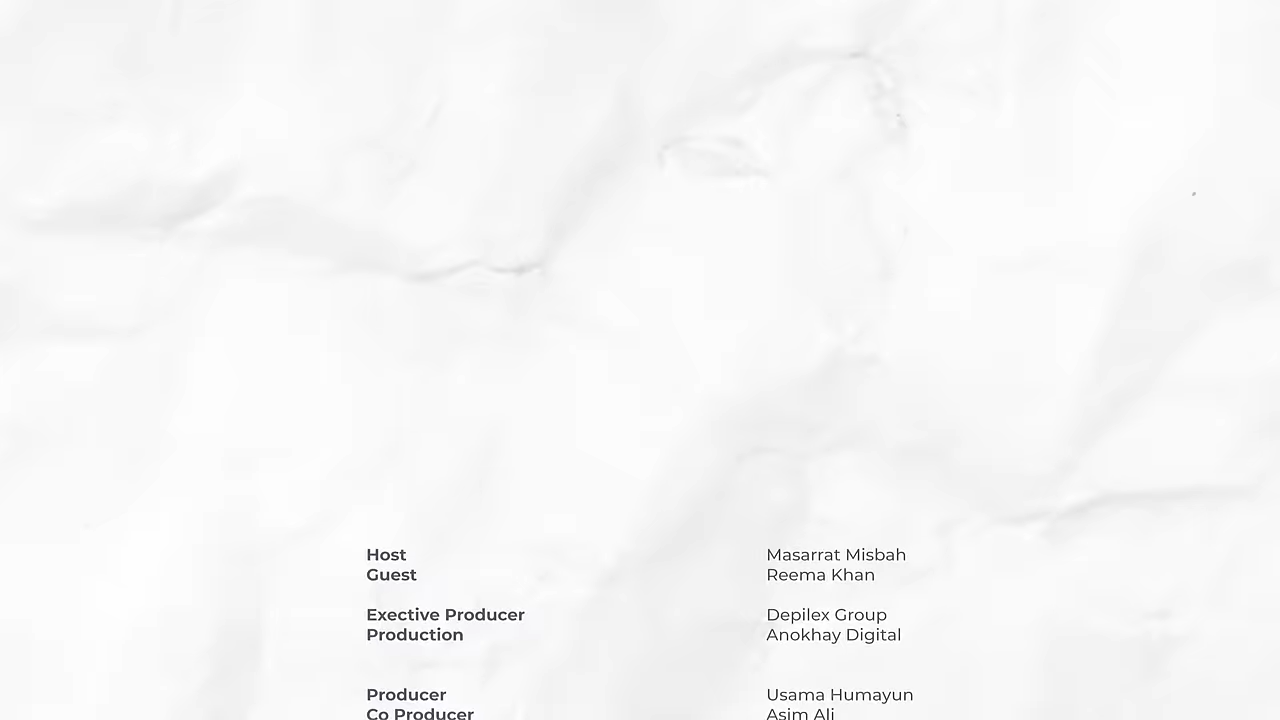 Host Masarrat Misbah
Guest Reema Khan
Exective Producer Depilex Group
Production Anokhay Digital
Producer Usama Humayun
Co Producer Asim Ali